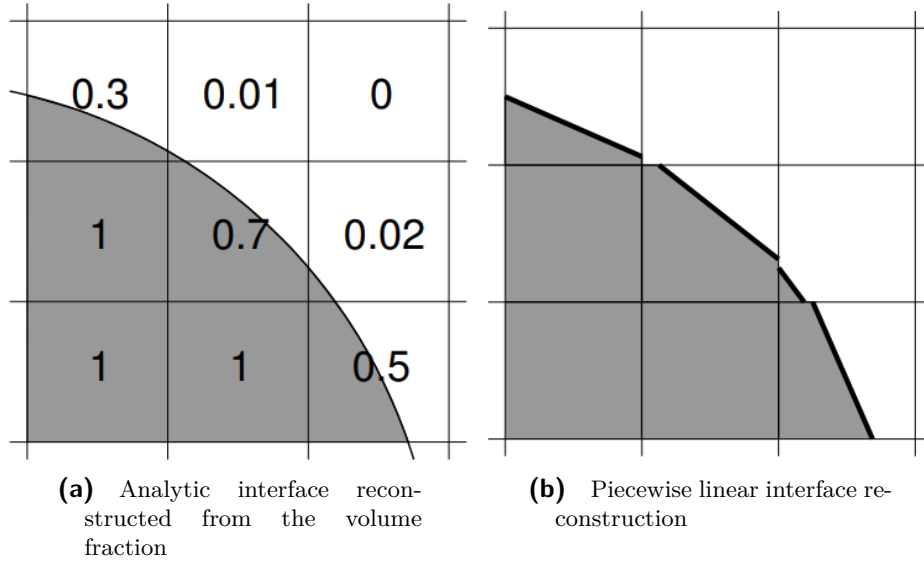 0.3 0.01 0
1 0.7 0.02
1 1 0.5
(a) Analytic interface recon-
structed from the volume
fraction
(b) Piecewise linear interface re-
construction